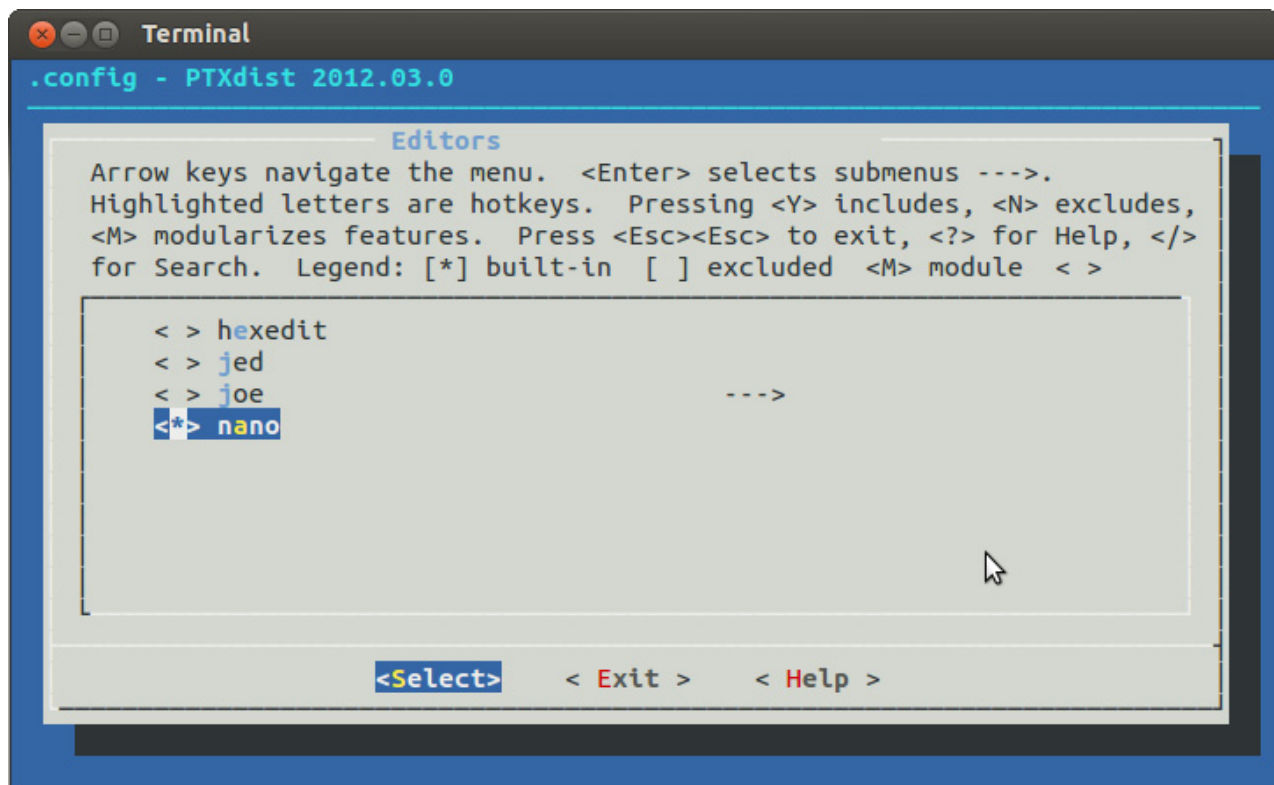 Terminal
.config - PTXdist 2012.03.0
Editors
Arrow keys navigate the menu.  <Enter> selects submenus --->.
Highlighted letters are hotkeys.  Pressing <Y> includes, <N> excludes,
<M> modularizes features.  Press <Esc><Esc> to exit, <?> for Help, </>
for Search.  Legend: [*] built-in  [ ] excluded  <M> module  < >
< > hexedit
< > jed
< > joe --->
<*> nano
<Select> < Exit > < Help >